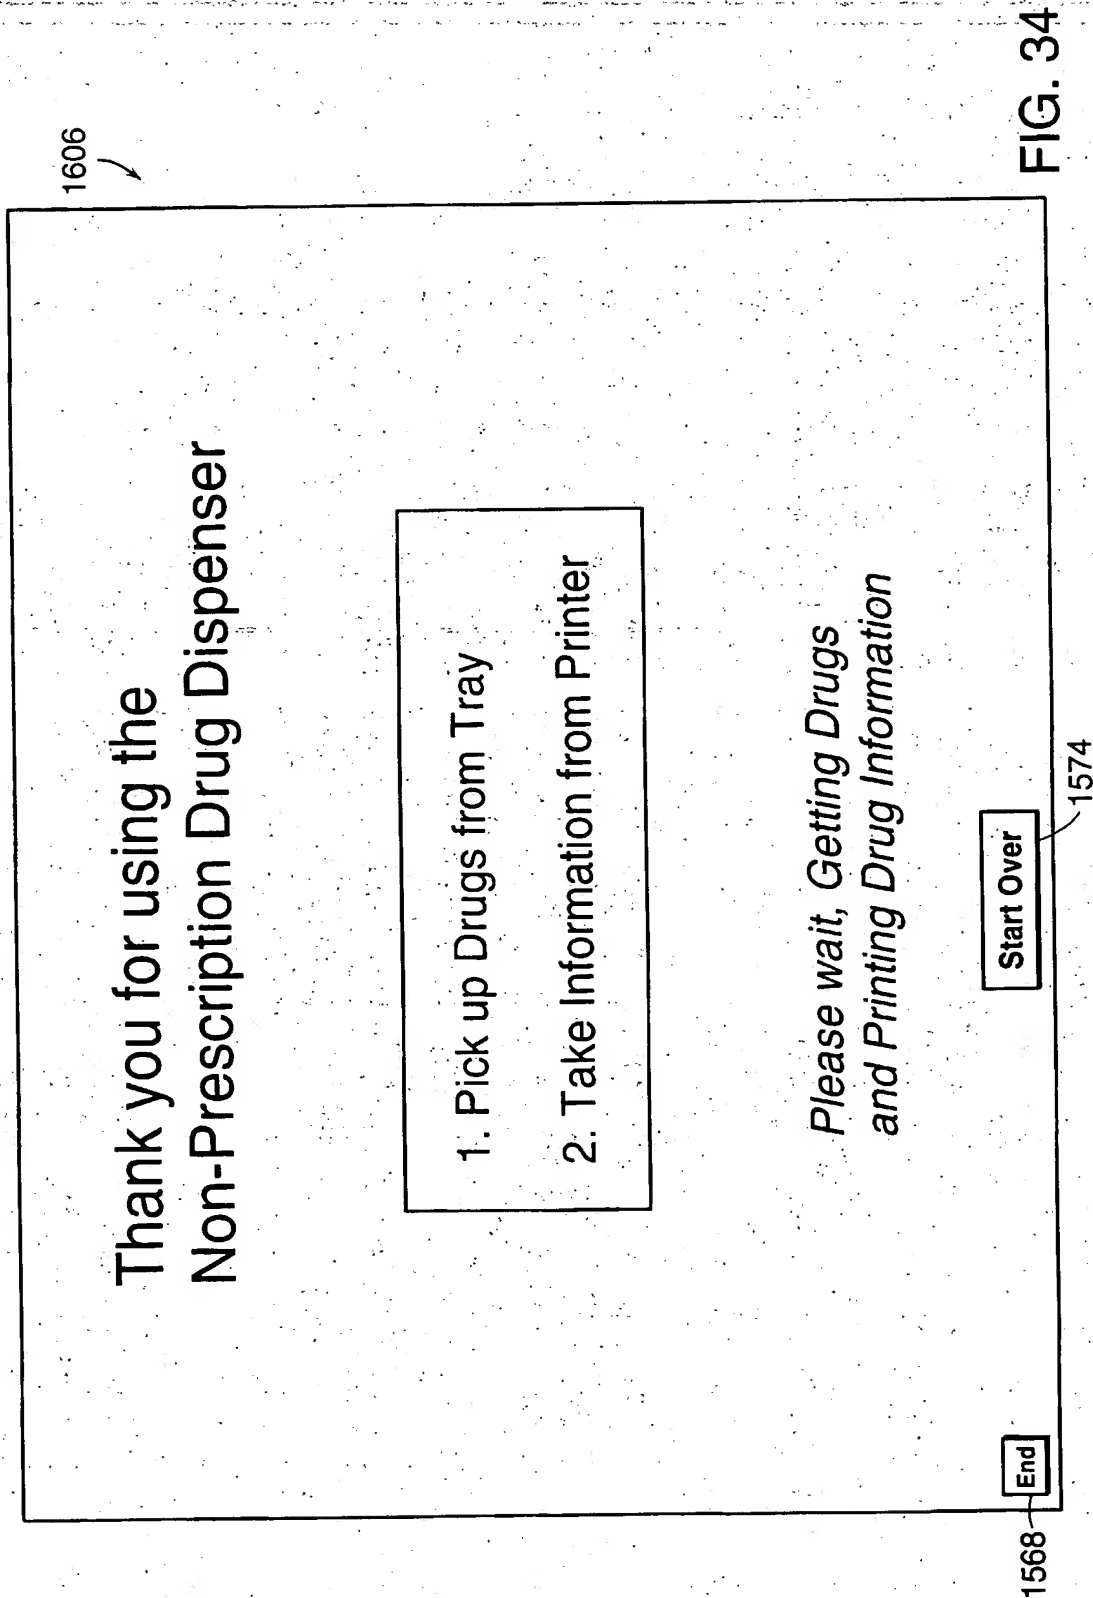 1606
Thank you for using the
Non-Prescription Drug Dispenser
1. Pick up Drugs from Tray
2. Take Information from Printer
Please wait, Getting Drugs
and Printing Drug Information
End
Start Over
1568
1574
FIG. 34